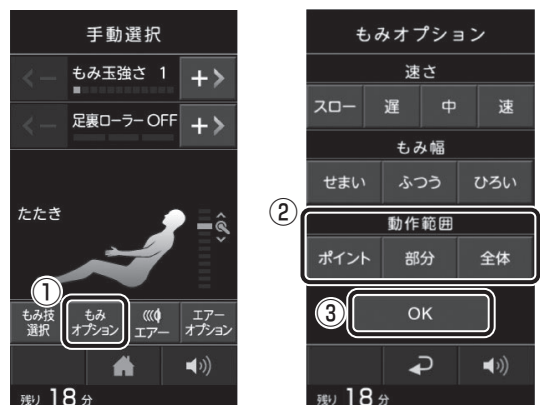 手動選択
もみ玉強さ 1
+
足裏ローラー OFF
+
たたき
①
もみ技
選択
もみ
オプション
エアー
エアー
オプション
残り 18 分
もみオプション
速さ
スロー 遅 中 速
もみ幅
せまい ふつう ひろい
②
動作範囲
ポイント 部分 全体
③
OK
残り 18 分